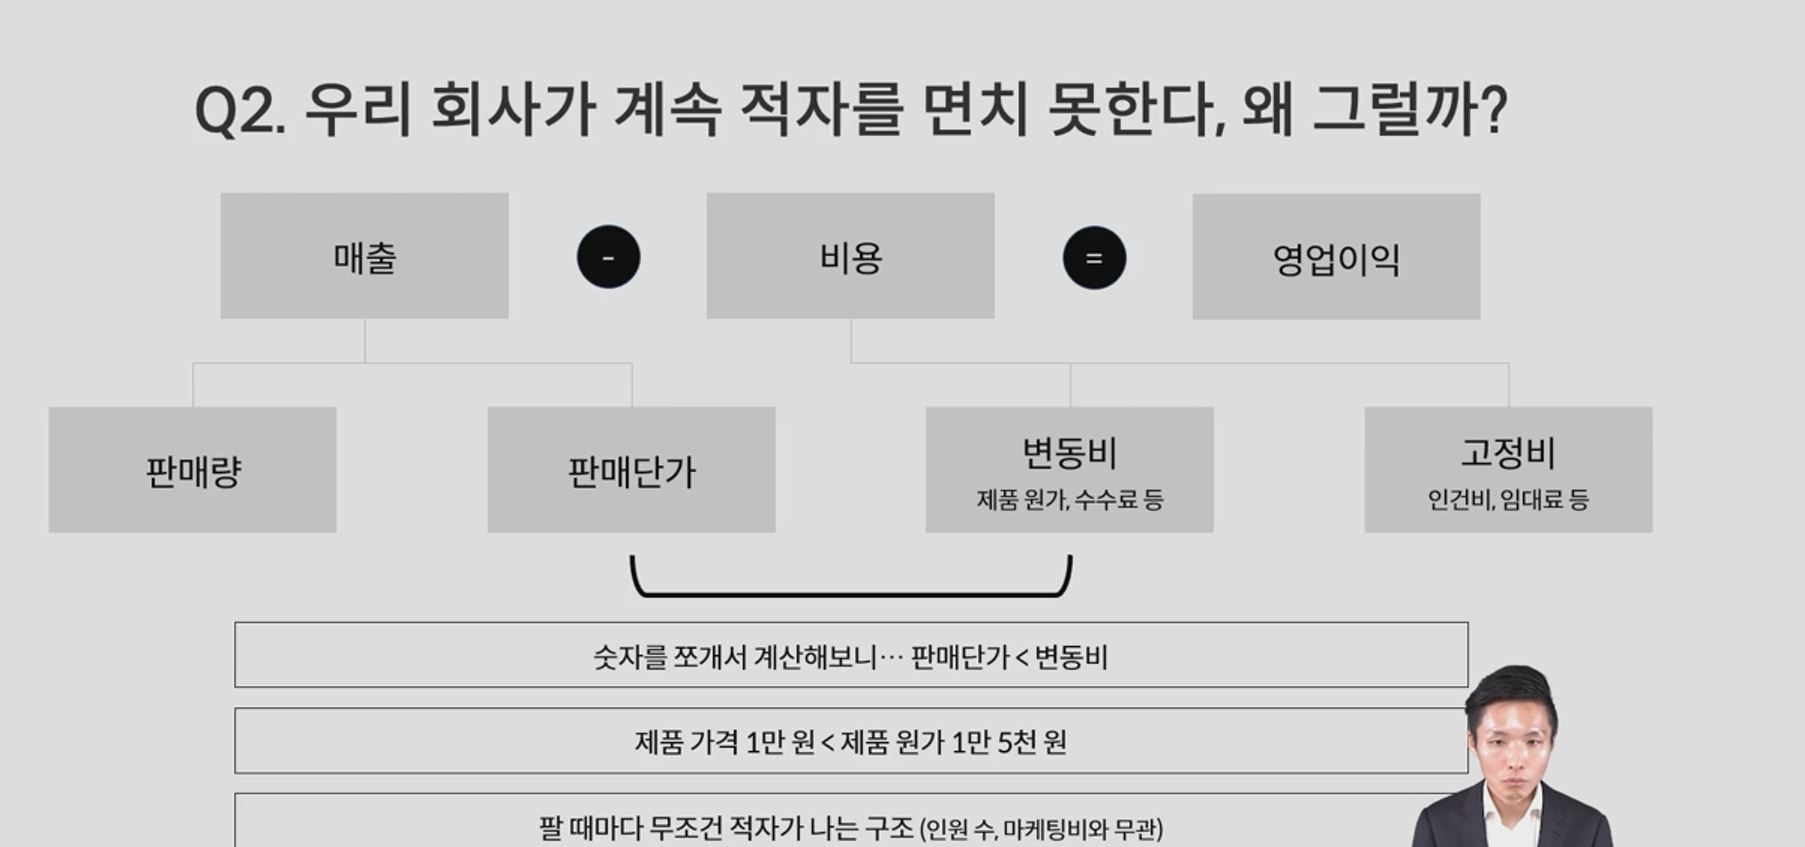 Q2. 우리 회사가 계속 적자를 면치 못한다, 왜 그럴까?
매출
-
비용
=
영업이익
판매량
판매단가
변동비
제품 원가, 수수료 등
고정비
인건비, 임대료 등
숫자를 쪼개서 계산해보니… 판매단가 < 변동비
제품 가격 1만 원 < 제품 원가 1만 5천 원
팔 때마다 무조건 적자가 나는 구조 (인원 수, 마케팅비와 무관)